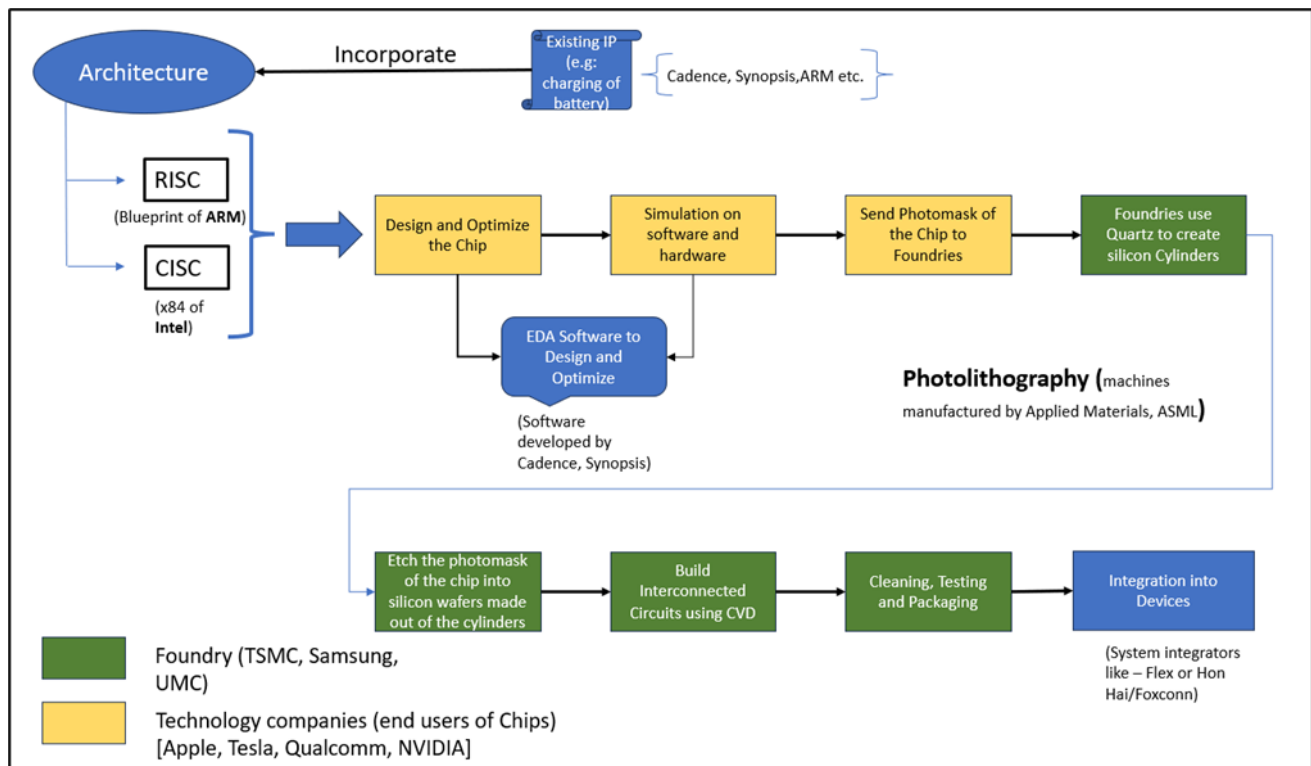 Architecture
Incorporate
Existing IP
(e.g:
charging of
battery)
Cadence, Synopsis,ARM etc.
RISC
(Blueprint of ARM)
CISC
(x84 of
Intel)
Design and Optimize
the Chip
Simulation on
software and
hardware
Send Photomask of
the Chip to
Foundries
Foundries use
Quartz to create
silicon Cylinders
EDA Software to
Design and
Optimize
(Software
developed by
Cadence, Synopsis)
Photolithography (machines
manufactured by Applied Materials, ASML)
Etch the photomask
of the chip into
silicon wafers made
out of the cylinders
Build
Interconnected
Circuits using CVD
Cleaning, Testing
and Packaging
Integration into
Devices
(System integrators
like – Flex or Hon
Hai/Foxconn)
Foundry (TSMC, Samsung,
UMC)
Technology companies (end users of Chips)
[Apple, Tesla, Qualcomm, NVIDIA]